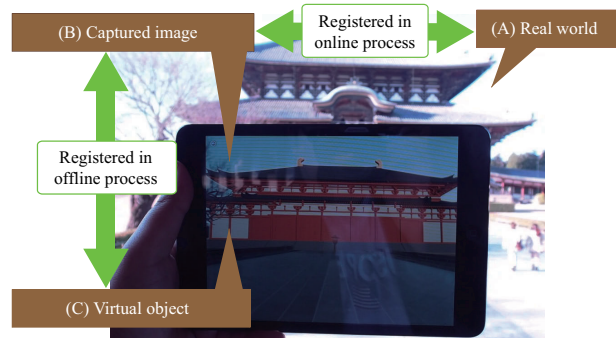 (B) Captured image
Registered in
online process
(A) Real world
Registered in
offline process
(C) Virtual object